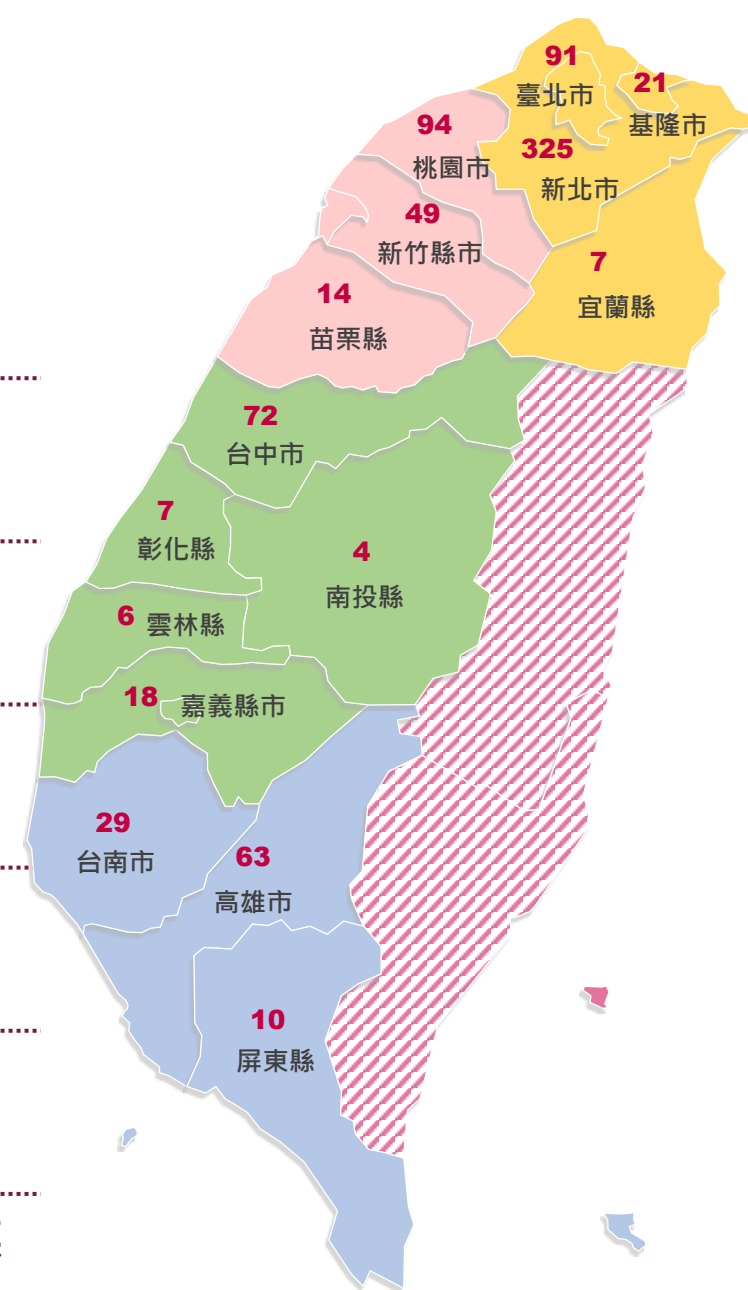 91
臺北市
21
基隆市
94
桃園市
325
新北市
49
新竹縣市
7
宜蘭縣
14
苗栗縣
72
台中市
7
彰化縣
4
南投縣
6 雲林縣
18 嘉義縣市
29
台南市
63
高雄市
10
屏東縣